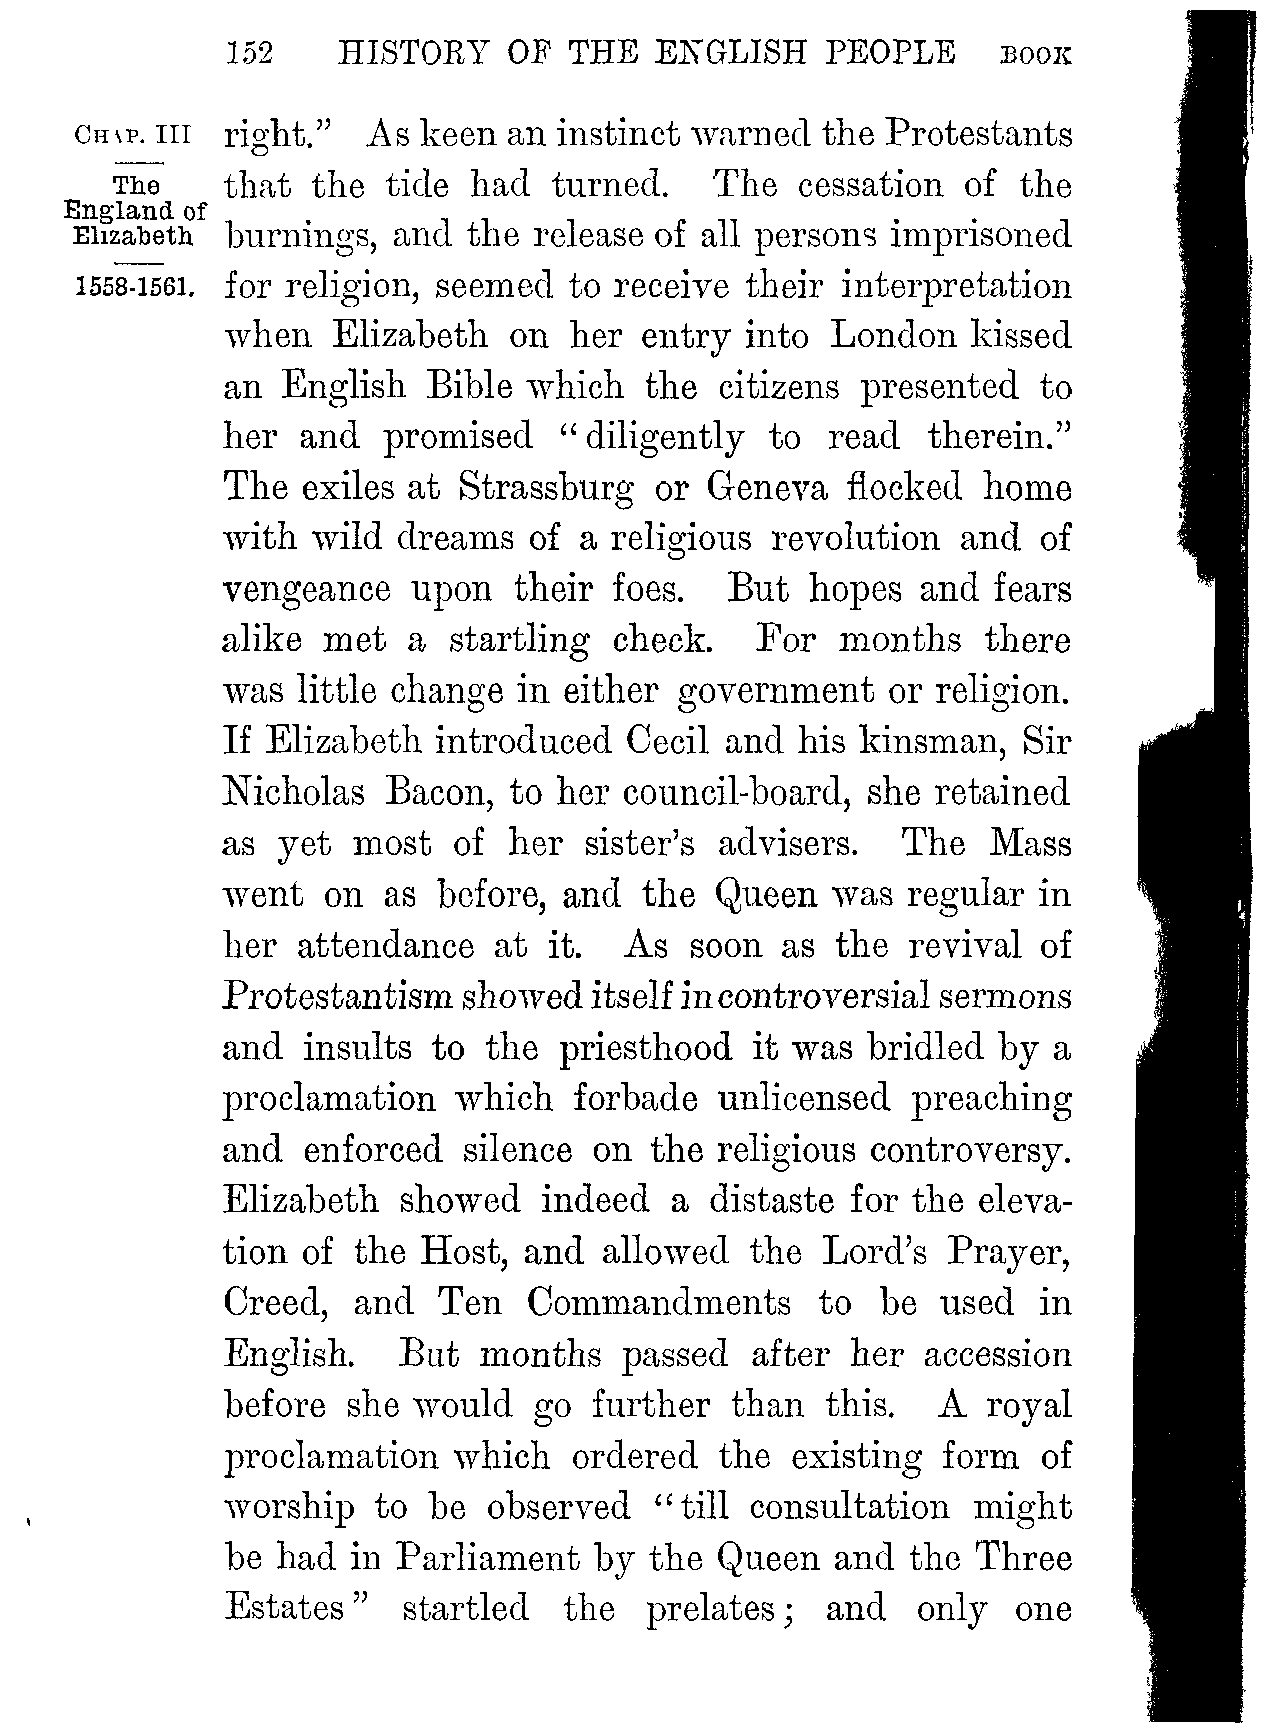 152 HISTORY OF THE ENGLISH PEOPLE BOOK
CHAP. III
The
England of
Elizabeth
1558-1561.
right.” As keen an instinct warned the Protestants
that the tide had turned. The cessation of the
burnings, and the release of all persons imprisoned
for religion, seemed to receive their interpretation
when Elizabeth on her entry into London kissed
an English Bible which the citizens presented to
her and promised “diligently to read therein.”
The exiles at Strassburg or Geneva flocked home
with wild dreams of a religious revolution and of
vengeance upon their foes. But hopes and fears
alike met a startling check. For months there
was little change in either government or religion.
If Elizabeth introduced Cecil and his kinsman, Sir
Nicholas Bacon, to her council-board, she retained
as yet most of her sister’s advisers. The Mass
went on as before, and the Queen was regular in
her attendance at it. As soon as the revival of
Protestantism showed itself in controversial sermons
and insults to the priesthood it was bridled by a
proclamation which forbade unlicensed preaching
and enforced silence on the religious controversy.
Elizabeth showed indeed a distaste for the eleva-
tion of the Host, and allowed the Lord’s Prayer,
Creed, and Ten Commandments to be used in
English. But months passed after her accession
before she would go further than this. A royal
proclamation which ordered the existing form of
worship to be observed “till consultation might
be had in Parliament by the Queen and the Three
Estates” startled the prelates; and only one